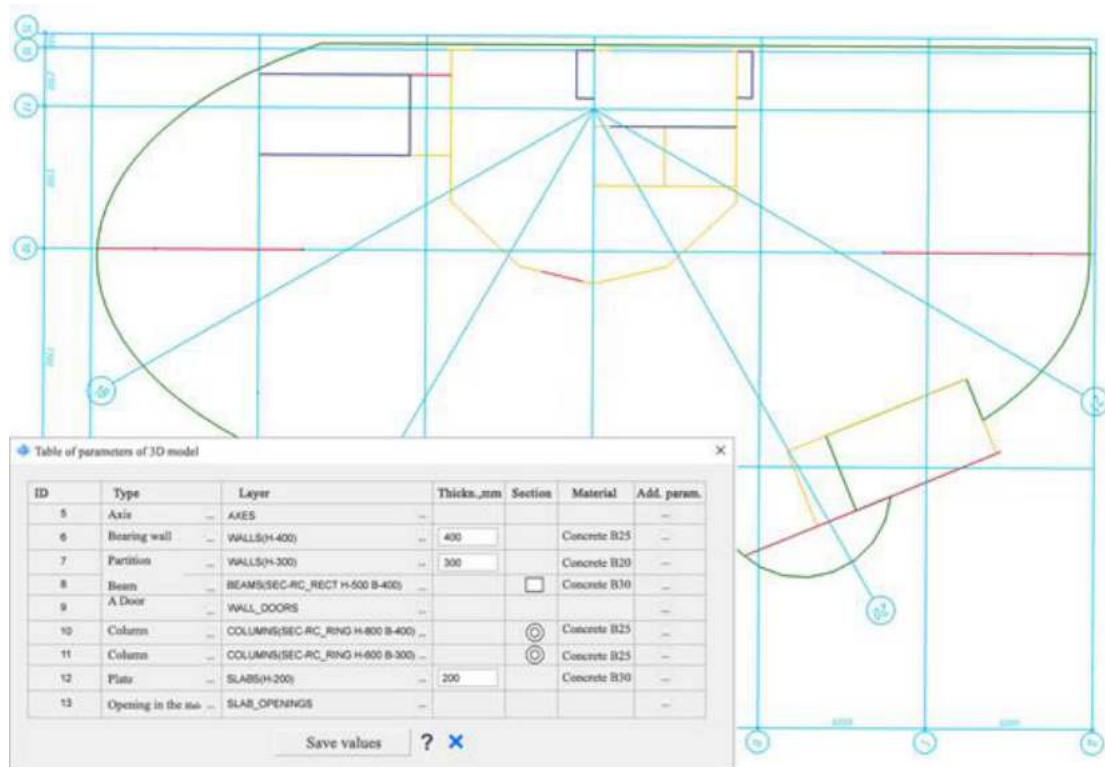 Table of parameters of 3D model
ID Type Layer Thickn.,mm Section Material Add. param.
5 Axis ... AXES ... ...
6 Bearing wall ... WALLS(H-400) ... 400 Concrete B25 ...
7 Partition ... WALLS(H-300) ... 300 Concrete B20 ...
8 Beam ... BEAMS(SEC-RC_RECT H-500 B-400) ... Concrete B30 ...
9 A Door ... WALL_DOORS ... ...
10 Column ... COLUMNS(SEC-RC_RING H-800 B-400) ... Concrete B25 ...
11 Column ... COLUMNS(SEC-RC_RING H-600 B-300) ... Concrete B25 ...
12 Plate ... SLABS(H-200) ... 200 Concrete B30 ...
13 Opening in the slab ... SLAB_OPENINGS ... ...
Save values ?
6000 6000